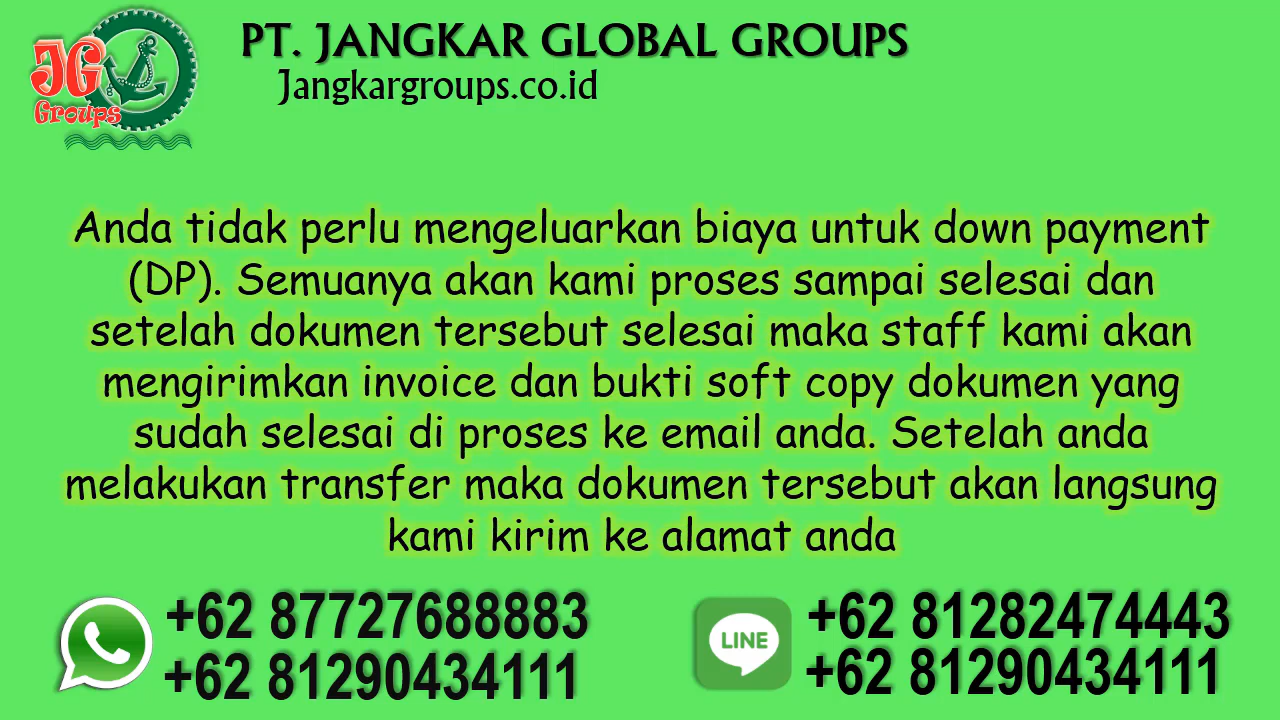 JG
Groups
PT. JANGKAR GLOBAL GROUPS
Jangkargroups.co.id
Anda tidak perlu mengeluarkan biaya untuk down payment
(DP). Semuanya akan kami proses sampai selesai dan
setelah dokumen tersebut selesai maka staff kami akan
mengirimkan invoice dan bukti soft copy dokumen yang
sudah selesai di proses ke email anda. Setelah anda
melakukan transfer maka dokumen tersebut akan langsung
kami kirim ke alamat anda
+62 87727688883
+62 81290434111
LINE
+62 81282474443
+62 81290434111